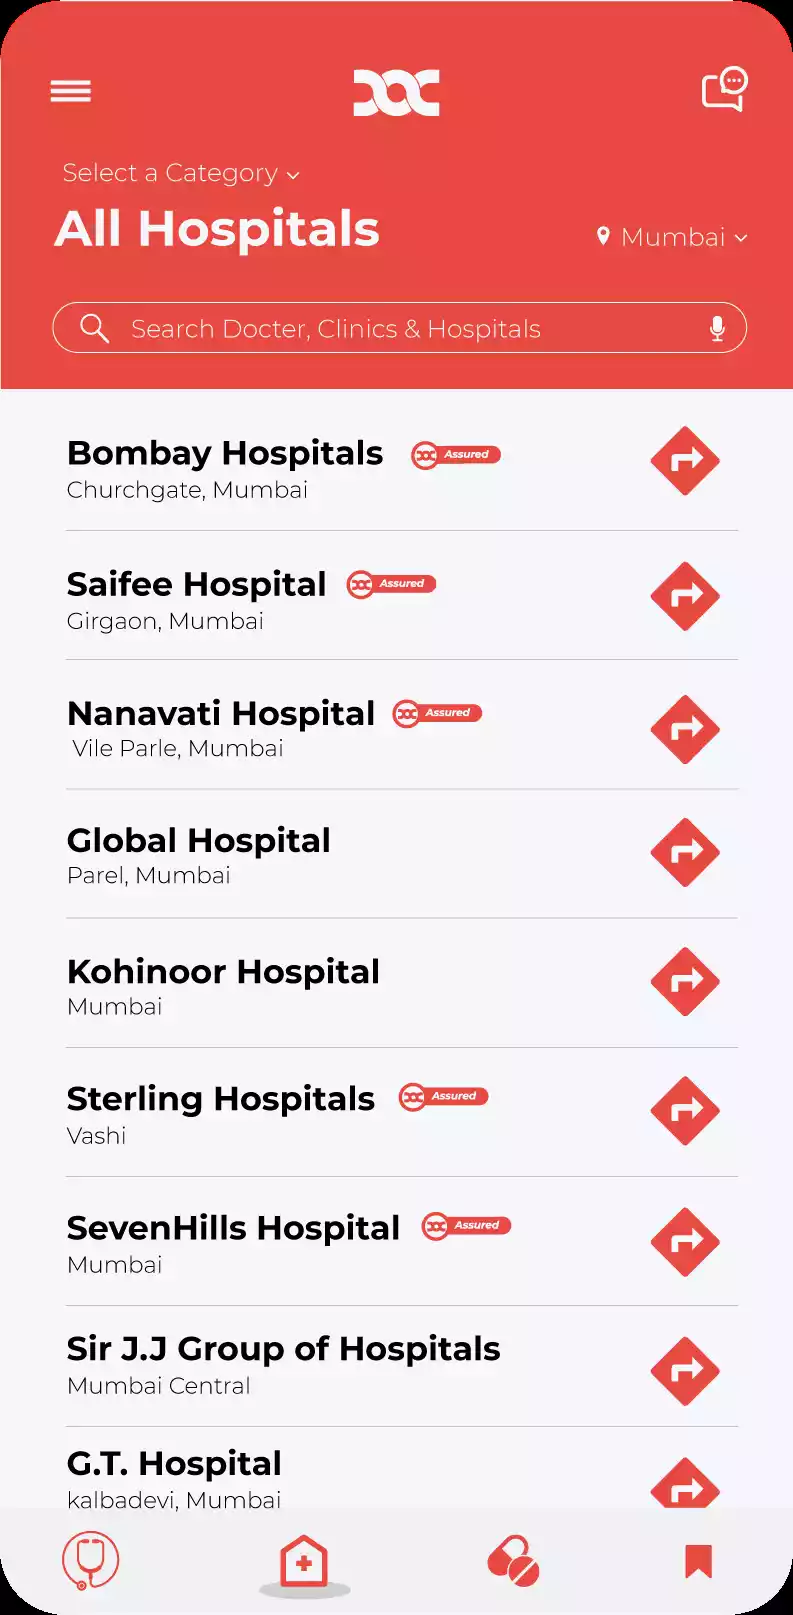 DOC
Select a Category
All Hospitals
Mumbai
Search Docter, Clinics & Hospitals
Bombay Hospitals Assured
Churchgate, Mumbai
Saifee Hospital Assured
Girgaon, Mumbai
Nanavati Hospital Assured
Vile Parle, Mumbai
Global Hospital
Parel, Mumbai
Kohinoor Hospital
Mumbai
Sterling Hospitals Assured
Vashi
SevenHills Hospital Assured
Mumbai
Sir J.J Group of Hospitals
Mumbai Central
G.T. Hospital
kalbadevi, Mumbai